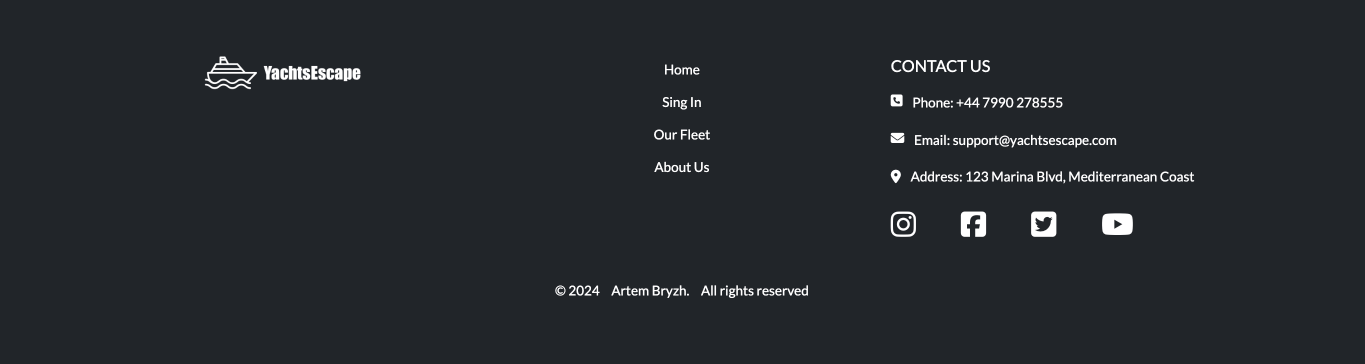 YachtsEscape
Home
Sing In
Our Fleet
About Us
CONTACT US
Phone: +44 7990 278555
Email: support@yachtsescape.com
Address: 123 Marina Blvd, Mediterranean Coast
© 2024 Artem Bryzh. All rights reserved